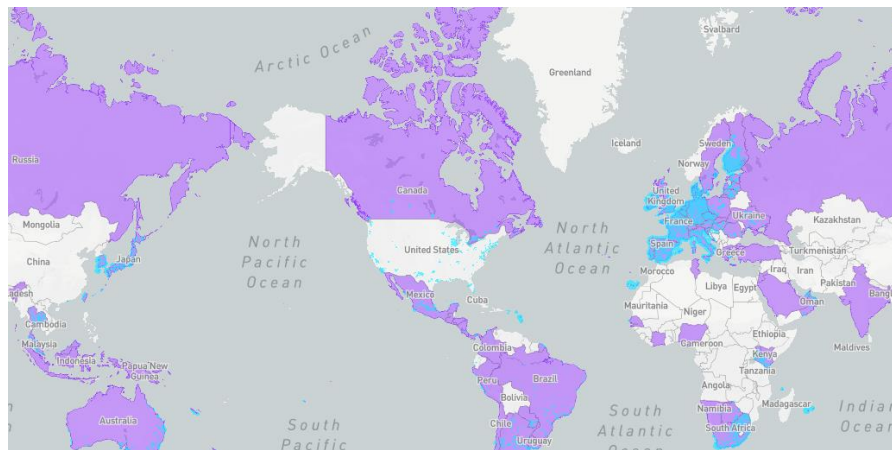 Svalbard
Arctic Ocean
Greenland
Iceland
Sweden
Norway
Russia
Canada
United
Kingdom
Ukraine
France
Kazakhstan
Mongolia
North
Pacific
Ocean
North
Atlantic
Ocean
United States
Spain
Greece
Turkmenistan
China
Japan
Morocco
Iraq
Iran
Libya
Egypt
Pakistan
adesh
Mexico
Cuba
Mauritania
Niger
Oman
Bangl
Cambodia
Malaysia
Ethiopia
Cameroon
Colombia
Maldives
Indonesia
Papua New
Guinea
Kenya
Tanzania
Peru
Brazil
Angola
Bolivia
Madagascar
Namibia
South
Pacific
South
Atlantic
Ocean
Indian
Ocean
Australia
Chile
South Africa
Uruguay